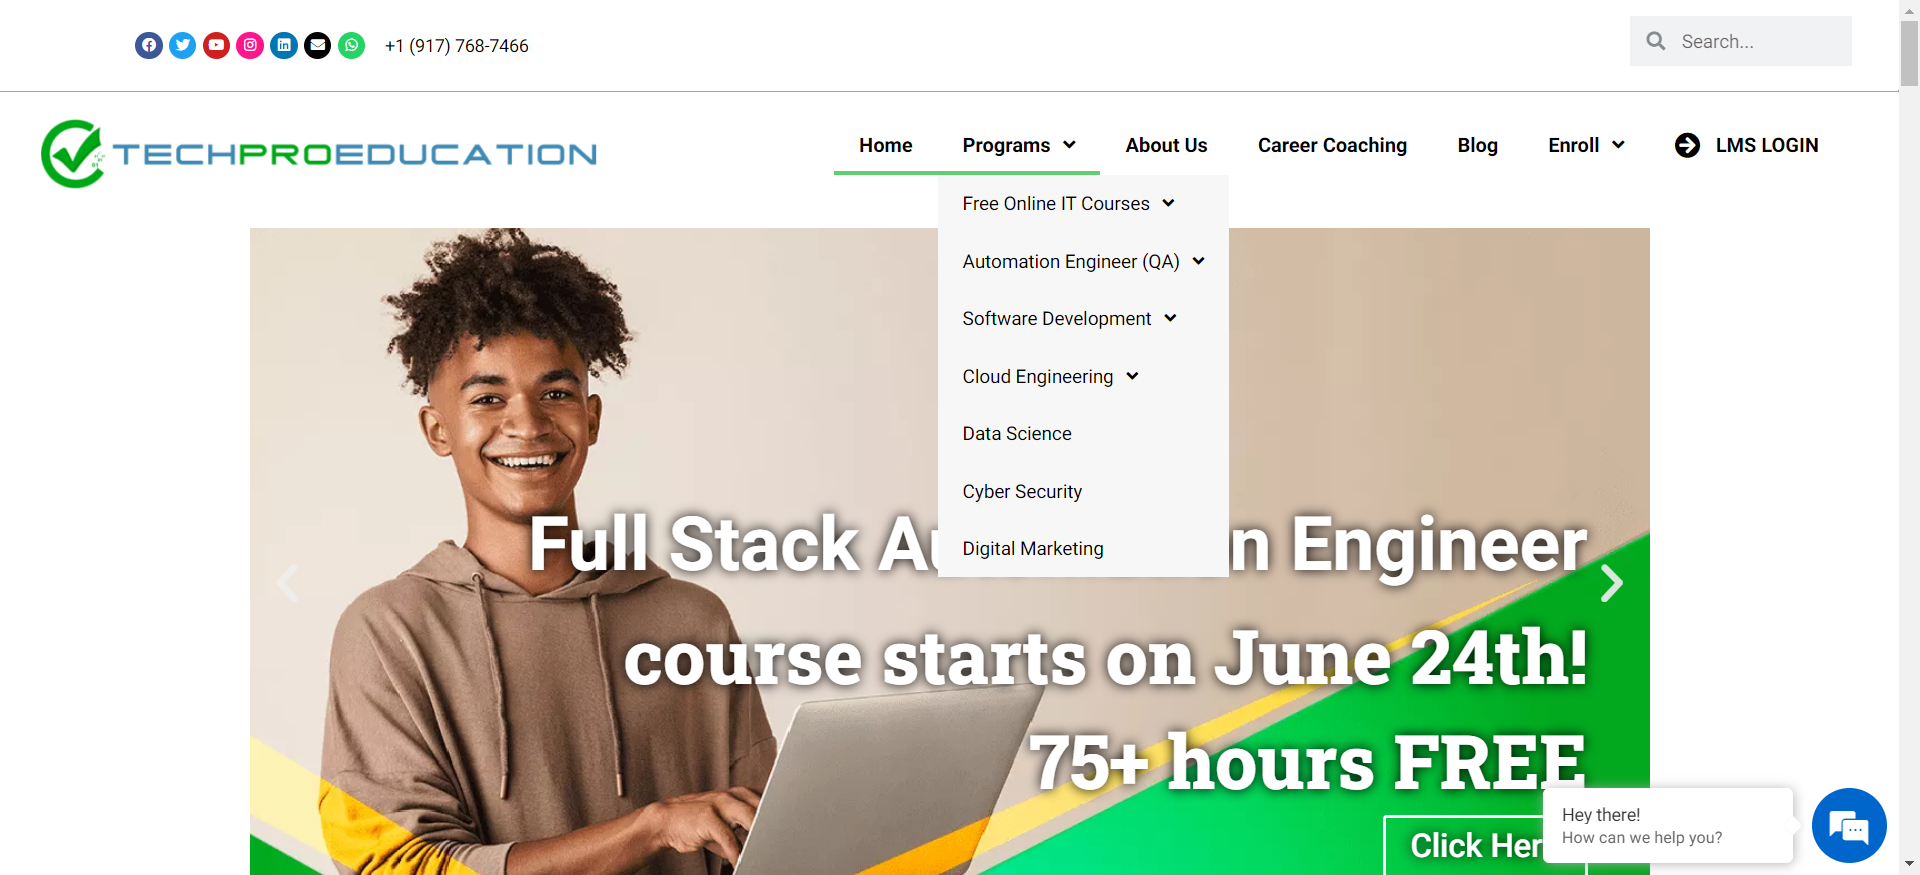 +1 (917) 768-7466
Search...
TECHPROEDUCATION
Home
Programs
About Us
Career Coaching
Blog
Enroll
LMS LOGIN
Free Online IT Courses
Automation Engineer (QA)
Software Development
Cloud Engineering
Data Science
Cyber Security
Digital Marketing
Full Stack Au n Engineer
course starts on June 24th!
75+ hours FREE
Click Her
Hey there!
How can we help you?